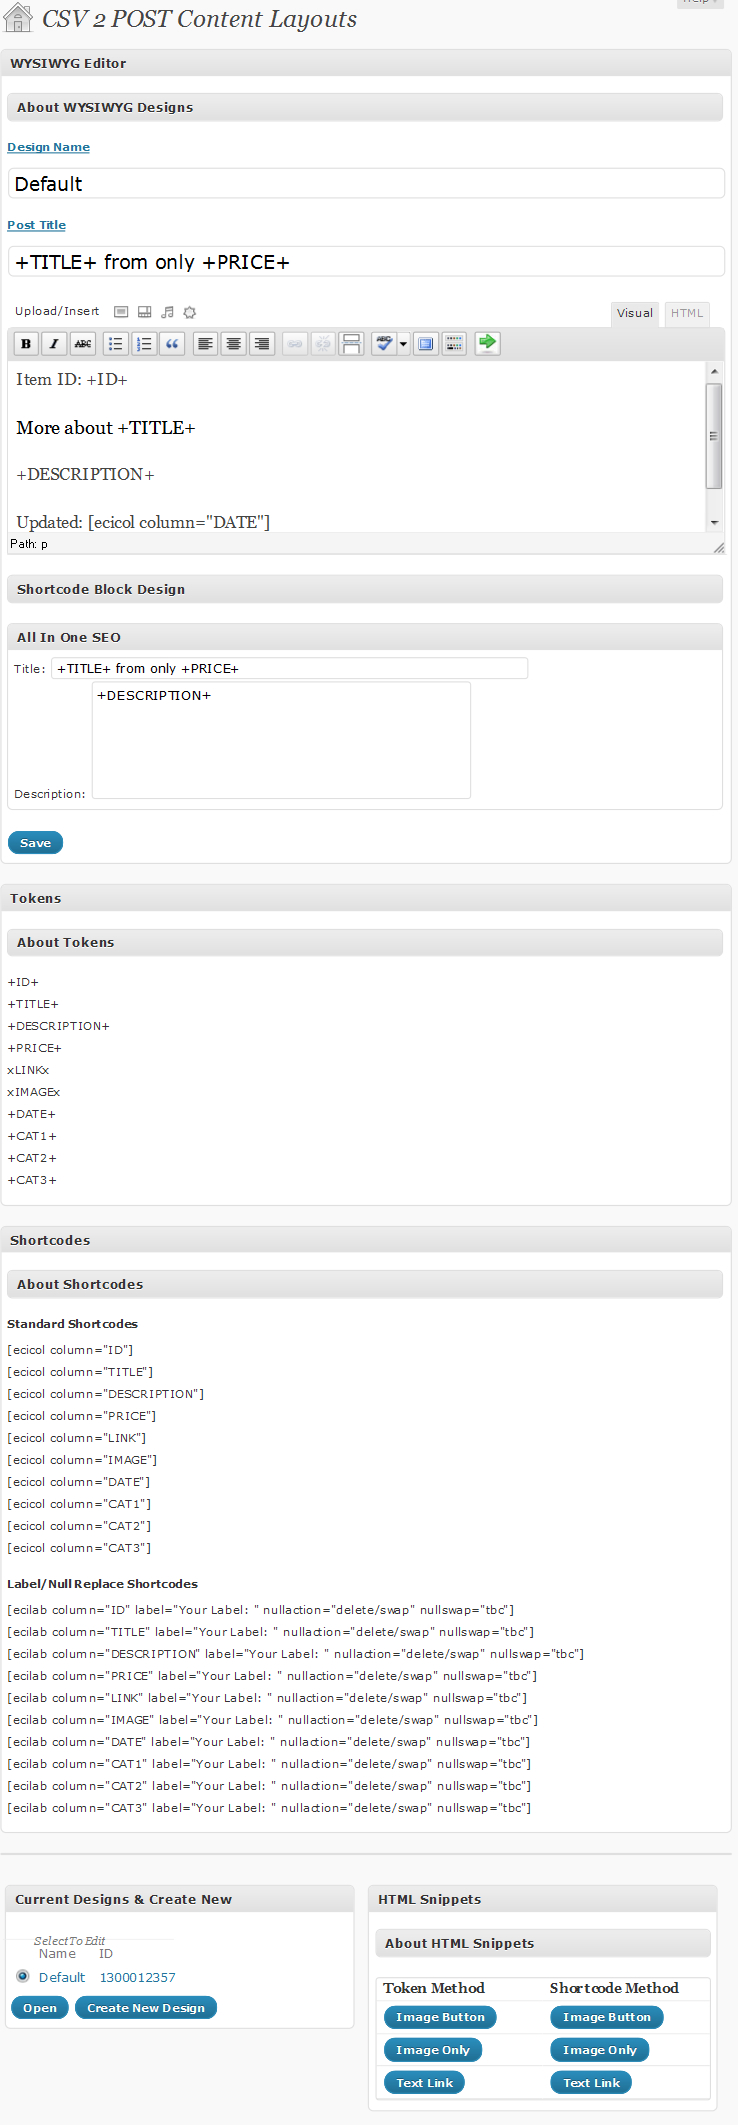 Help
CSV 2 POST Content Layouts
WYSIWYG Editor
About WYSIWYG Designs
Design Name
Default
Post Title
+TITLE+ from only +PRICE+
Upload/Insert
Visual HTML
B I ABC ABC
Item ID: +ID+
More about +TITLE+
+DESCRIPTION+
Updated: [ecicol column="DATE"]
Path: p
Shortcode Block Design
All In One SEO
Title: +TITLE+ from only +PRICE+
+DESCRIPTION+
Description:
Save
Tokens
About Tokens
+ID+
+TITLE+
+DESCRIPTION+
+PRICE+
xLINKx
xIMAGEx
+DATE+
+CAT1+
+CAT2+
+CAT3+
Shortcodes
About Shortcodes
Standard Shortcodes
[ecicol column="ID"]
[ecicol column="TITLE"]
[ecicol column="DESCRIPTION"]
[ecicol column="PRICE"]
[ecicol column="LINK"]
[ecicol column="IMAGE"]
[ecicol column="DATE"]
[ecicol column="CAT1"]
[ecicol column="CAT2"]
[ecicol column="CAT3"]
Label/Null Replace Shortcodes
[ecilab column="ID" label="Your Label: " nullaction="delete/swap" nullswap="tbc"]
[ecilab column="TITLE" label="Your Label: " nullaction="delete/swap" nullswap="tbc"]
[ecilab column="DESCRIPTION" label="Your Label: " nullaction="delete/swap" nullswap="tbc"]
[ecilab column="PRICE" label="Your Label: " nullaction="delete/swap" nullswap="tbc"]
[ecilab column="LINK" label="Your Label: " nullaction="delete/swap" nullswap="tbc"]
[ecilab column="IMAGE" label="Your Label: " nullaction="delete/swap" nullswap="tbc"]
[ecilab column="DATE" label="Your Label: " nullaction="delete/swap" nullswap="tbc"]
[ecilab column="CAT1" label="Your Label: " nullaction="delete/swap" nullswap="tbc"]
[ecilab column="CAT2" label="Your Label: " nullaction="delete/swap" nullswap="tbc"]
[ecilab column="CAT3" label="Your Label: " nullaction="delete/swap" nullswap="tbc"]
Current Designs & Create New
Select To Edit
Name ID
Default 1300012357
Open Create New Design
HTML Snippets
About HTML Snippets
Token Method Shortcode Method
Image Button Image Button
Image Only Image Only
Text Link Text Link